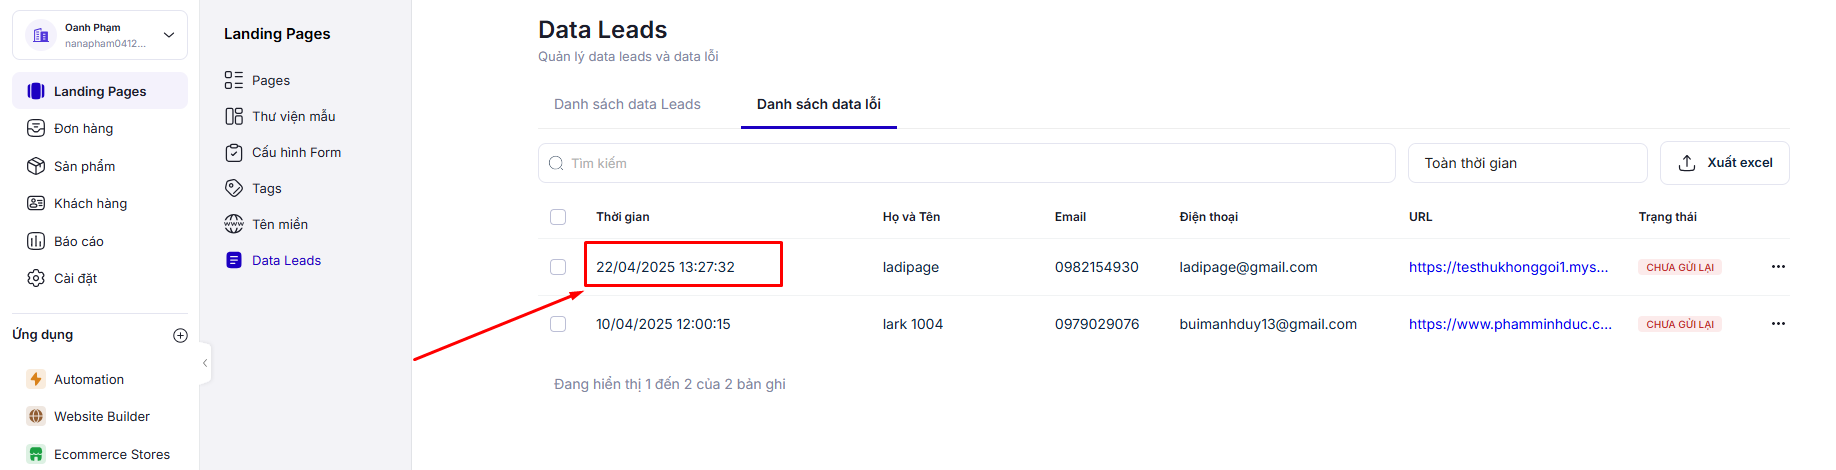 Oanh Phạm
nanapham0412...
Landing Pages
Đơn hàng
Sản phẩm
Khách hàng
Báo cáo
Cài đặt
Ứng dụng
Automation
Website Builder
Ecommerce Stores
Landing Pages
Pages
Thư viện mẫu
Cấu hình Form
Tags
Tên miền
Data Leads
Data Leads
Quản lý data leads và data lỗi
Danh sách data Leads Danh sách data lỗi
Tìm kiếm Toàn thời gian Xuất excel
Thời gian Họ và Tên Email Điện thoại URL Trạng thái
22/04/2025 13:27:32 ladipage 0982154930 ladipage@gmail.com https://testthukhonggoi1.mys... CHƯA GỬI LẠI
10/04/2025 12:00:15 lark 1004 0979029076 buimanhduy13@gmail.com https://www.phamminhduc.c... CHƯA GỬI LẠI
Đang hiển thị 1 đến 2 của 2 bản ghi